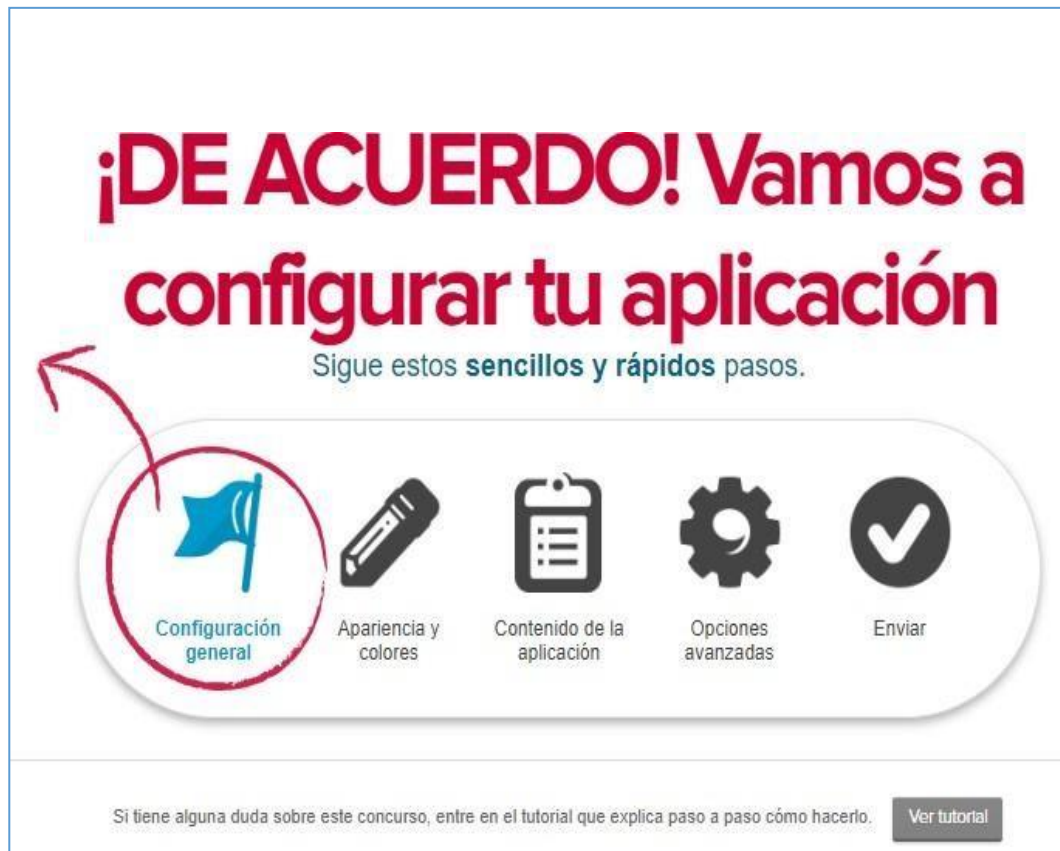 ¡DE ACUERDO! Vamos a
configurar tu aplicación
Sigue estos sencillos y rápidos pasos.
Configuración
general
Apariencia y
colores
Contenido de la
aplicación
Opciones
avanzadas
Enviar
Si tiene alguna duda sobre este concurso, entre en el tutorial que explica paso a paso cómo hacerlo.
Ver tutorial